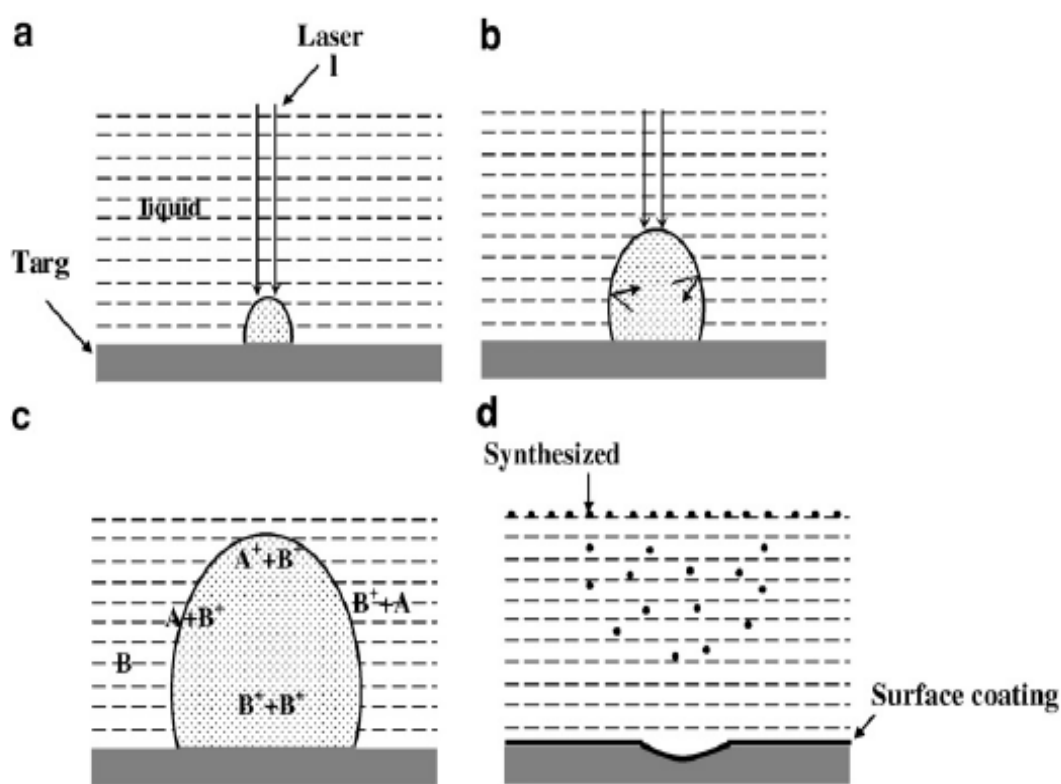 a
Laser
l
liquid
Targ
b
c
A⁺+B⁺
A+B⁺
B⁺+A
B
B⁺+B⁺
d
Synthesized
Surface coating